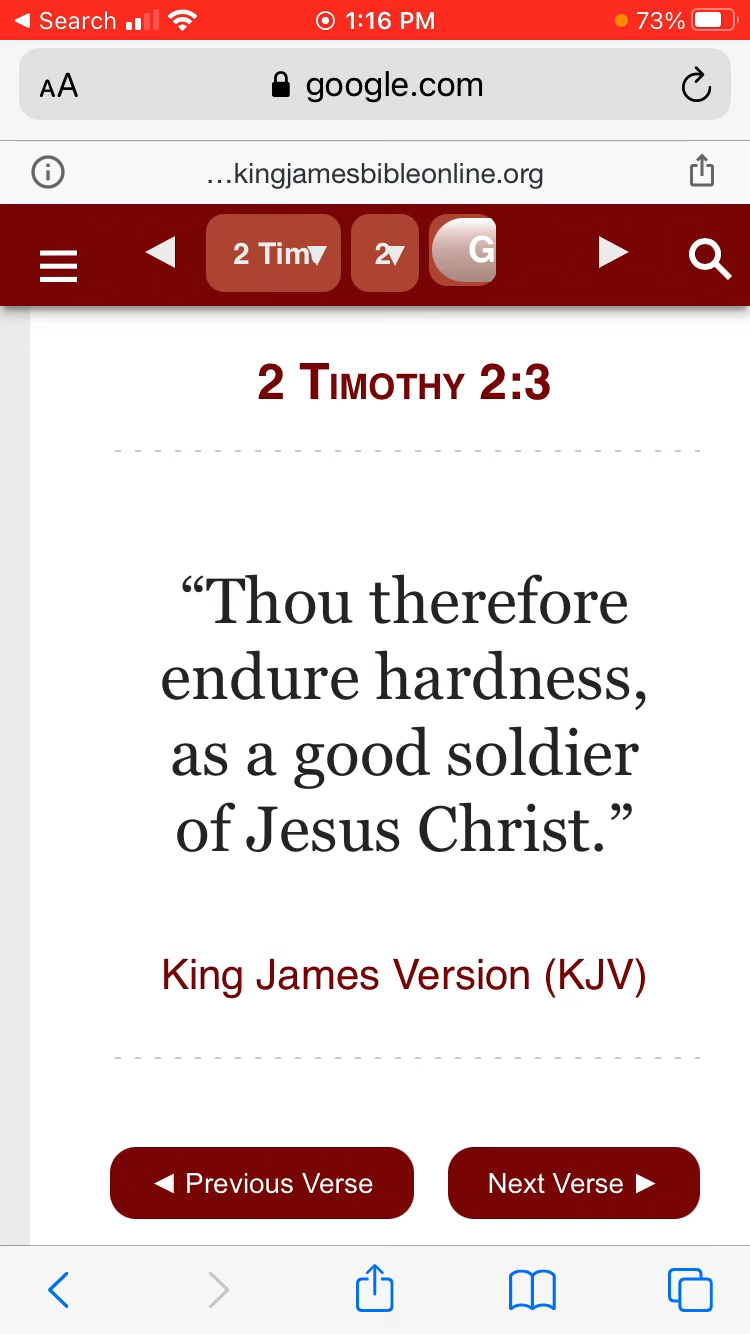 Search 1:16 PM 73%
AA google.com
...kingjamesbibleonline.org
2 Tim 2 G
2 TIMOTHY 2:3
“Thou therefore
endure hardness,
as a good soldier
of Jesus Christ.”
King James Version (KJV)
Previous Verse Next Verse